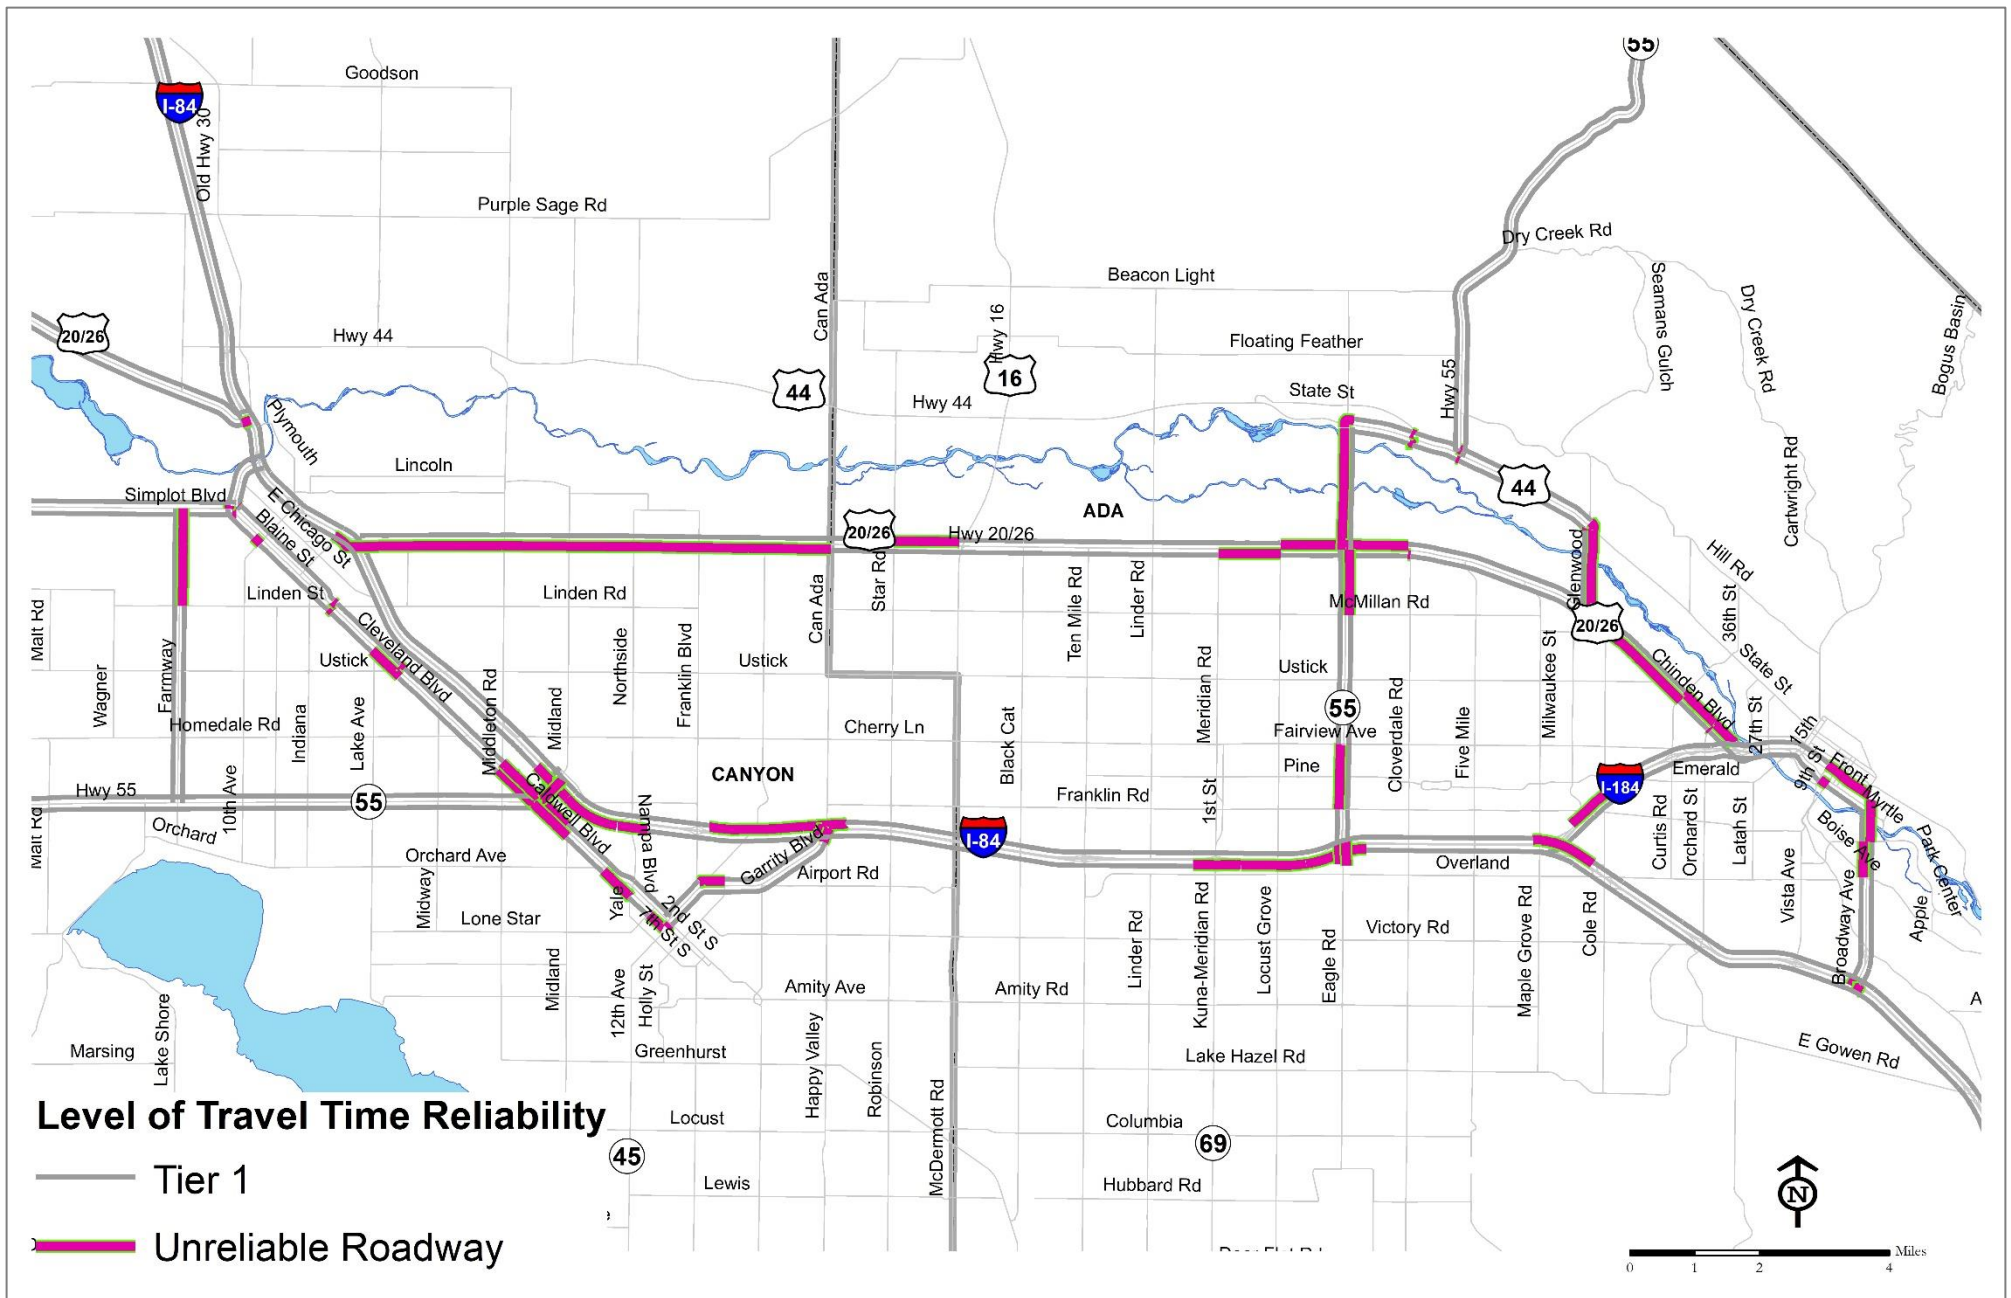 55
Goodson
I-84
Old Hwy 30
Purple Sage Rd
Dry Creek Rd
Beacon Light
Seamans Gulch
Dry Creek Rd
Bogus Basin
Can Ada
Hwy 16
20/26
Hwy 44
Floating Feather
44
16
Hwy 55
State St
Hwy 44
Plymouth
Cartwright Rd
Lincoln
44
Simplot Blvd
E Chicago St
ADA
20/26
Hwy 20/26
Blaine St
Hill Rd
Star Rd
Glenwood
Linden St
Linden Rd
Can Ada
Ten Mile Rd
Linder Rd
McMillan Rd
36th St
20/26
Malt Rd
Cleveland Blvd
Wagner
Farmway
Ustick
Northside
Franklin Blvd
Ustick
Meridian Rd
Ustick
Milwaukee St
Chinden Blvd
State St
Homedale Rd
Indiana
Lake Ave
Middleton Rd
Midland
Cherry Ln
Black Cat
55
Fairview Ave
Cloverdale Rd
Five Mile
27th St
15th
CANYON
Pine
Emerald
9th St
Front
Hwy 55
55
Caldwell Blvd
Franklin Rd
1st St
I-184
Myrtle
Malt Rd
10th Ave
Orchard
Nampa Blvd
Garrity Blvd
I-84
Curtis Rd
Orchard St
Latah St
Boise Ave
Park Center
Orchard Ave
Airport Rd
Overland
Midway
Yale
2nd St S
7th St S
Lone Star
Linder Rd
Kuna-Meridian Rd
Locust Grove
Eagle Rd
Victory Rd
Maple Grove Rd
Cole Rd
Vista Ave
Broadway Ave
Apple
Midland
12th Ave
Holly St
Amity Ave
Amity Rd
A
Marsing
Lake Shore
Greenhurst
Happy Valley
Robinson
Lake Hazel Rd
E Gowen Rd
Level of Travel Time Reliability
Locust
McDermott Rd
Columbia
45
69
Tier 1
Lewis
Hubbard Rd
N
Unreliable Roadway
Miles
0 1 2 4